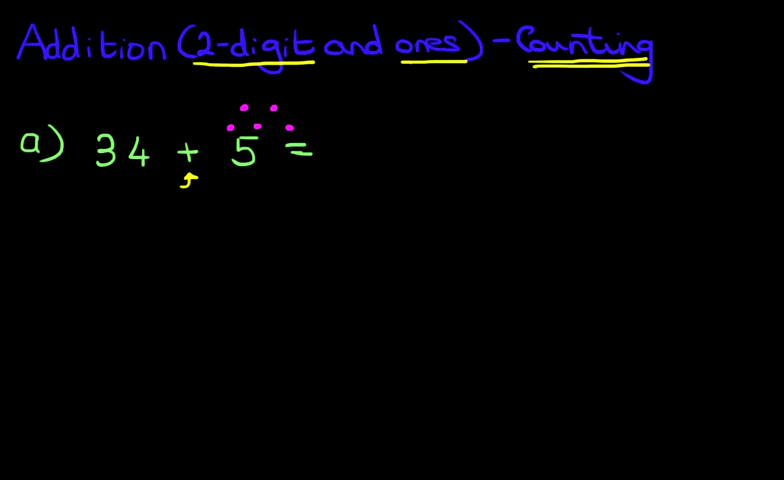 Addition (2-digit and ones) - Counting
a) 34 + 5 =